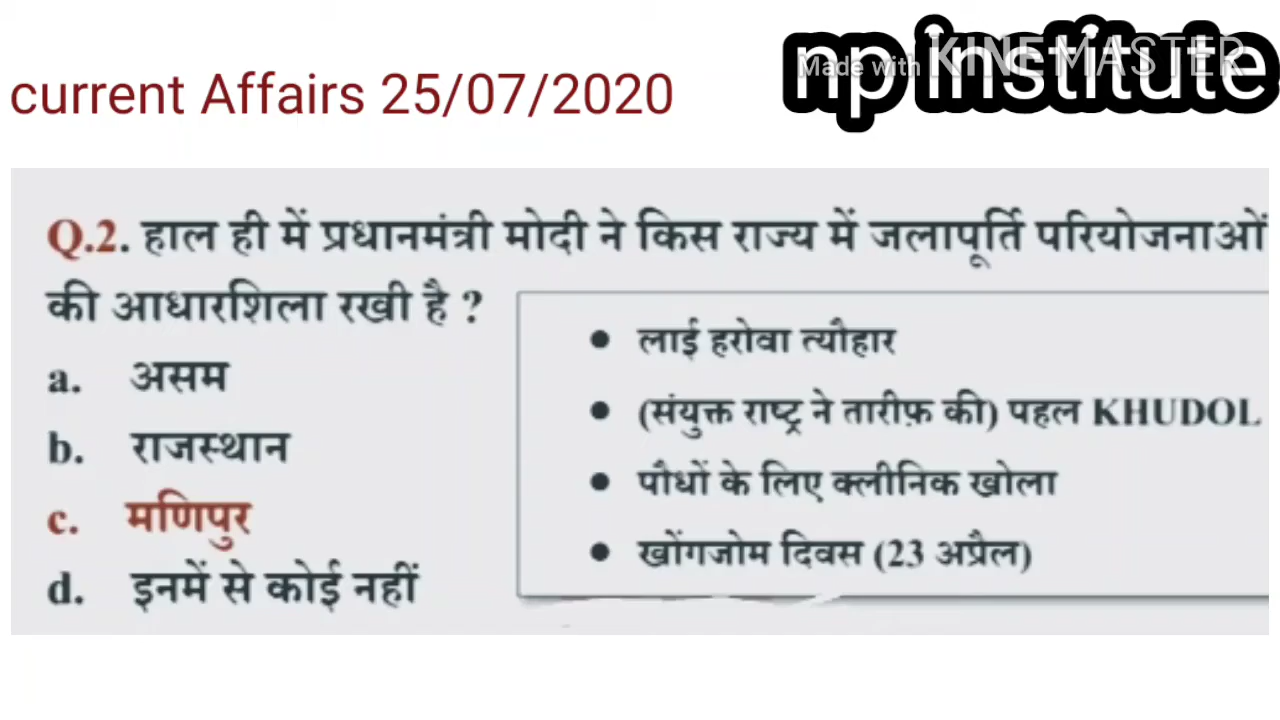 np institute
Made with KINEMASTER
current Affairs 25/07/2020
Q.2. हाल ही में प्रधानमंत्री मोदी ने किस राज्य में जलापूर्ति परियोजनाओं
की आधारशिला रखी है ?
a. असम
b. राजस्थान
c. मणिपुर
d. इनमें से कोई नहीं
• लाई हरोवा त्यौहार
• (संयुक्त राष्ट्र ने तारीफ़ की) पहल KHUDOL
• पौधों के लिए क्लीनिक खोला
• खोंगजोम दिवस (23 अप्रैल)